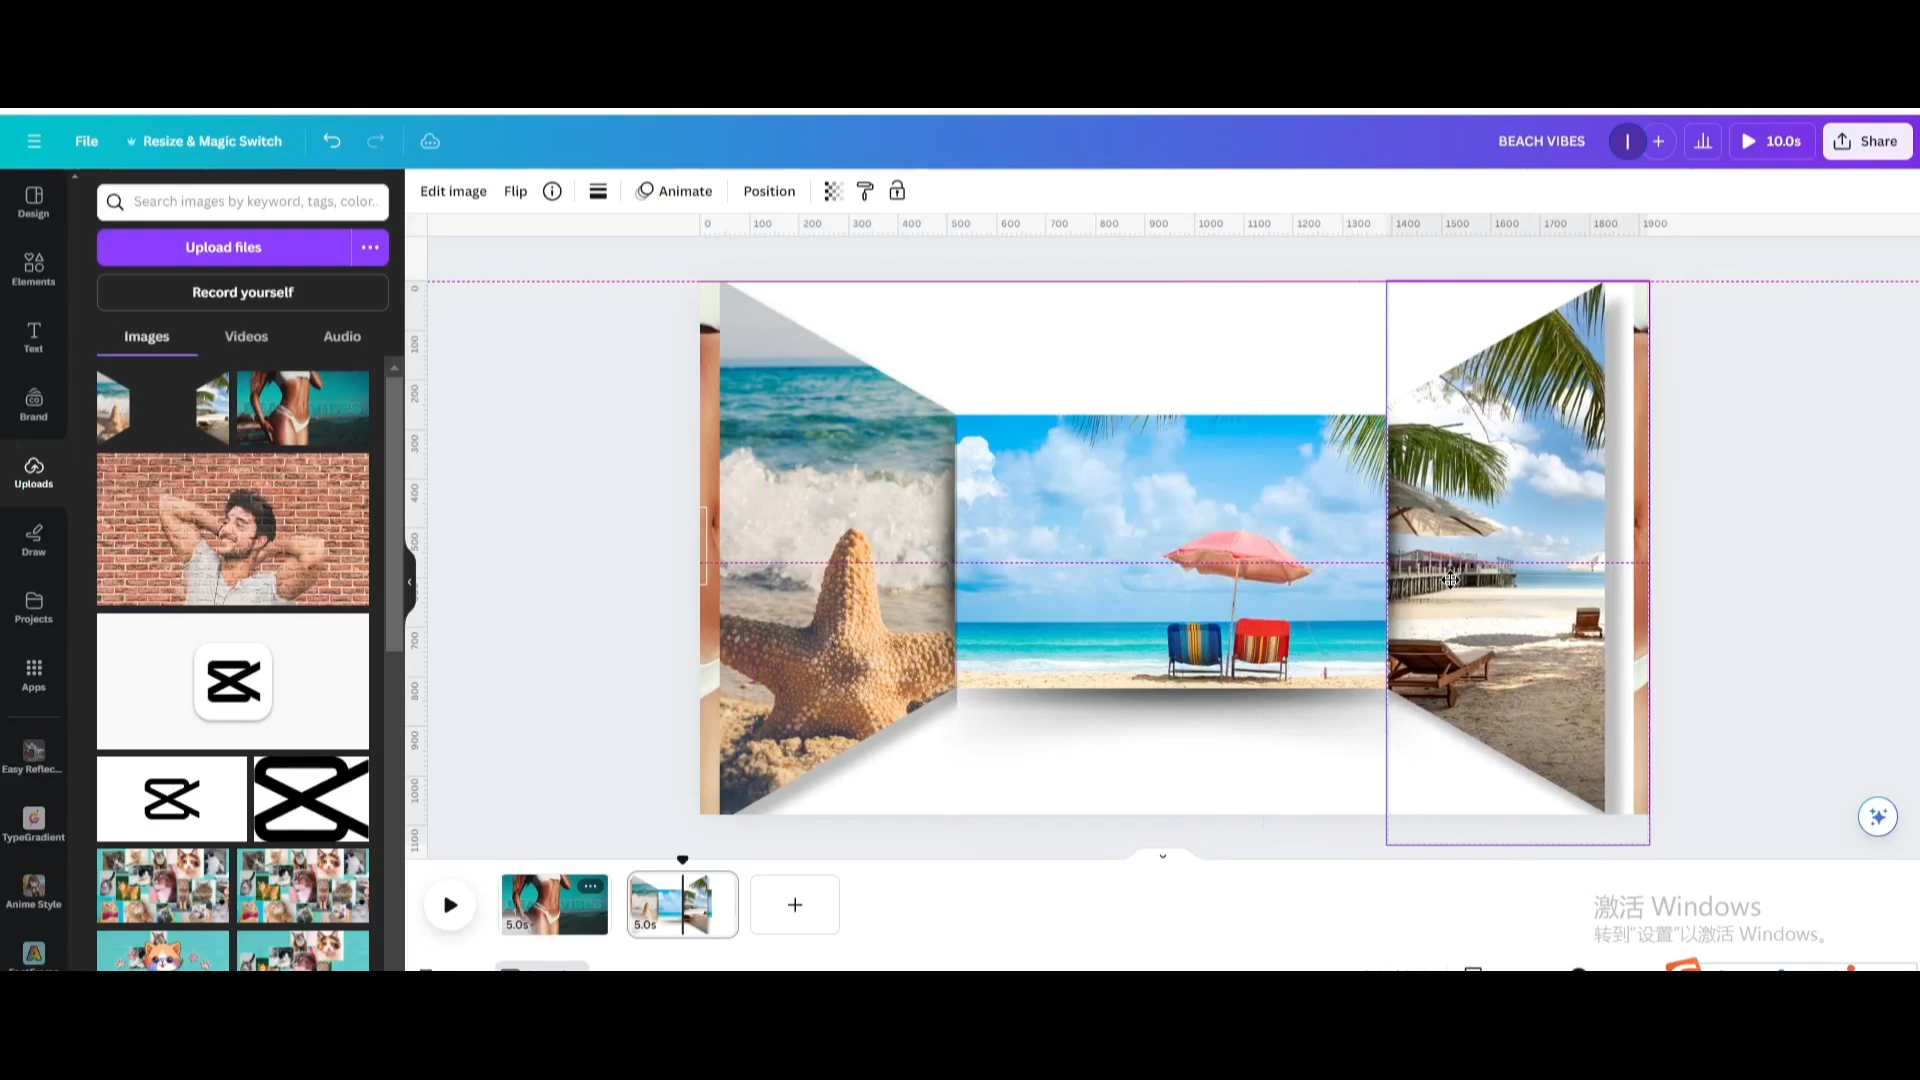 File
Resize & Magic Switch
BEACH VIBES
10.0s
Share
Edit image
Flip
Animate
Position
Design
Elements
Text
Brand
Uploads
Draw
Projects
Apps
Easy Reflec...
TypeGradient
Anime Style
Search images by keyword, tags, color..
Upload files
Record yourself
Images
Videos
Audio
0 100 200 300 400 500 600 700 800 900 1000 1100 1200 1300 1400 1500 1600 1700 1800 1900
0
100
200
300
400
500
700
800
900
1000
1100
5.0s
5.0s
激活 Windows
转到“设置”以激活 Windows。